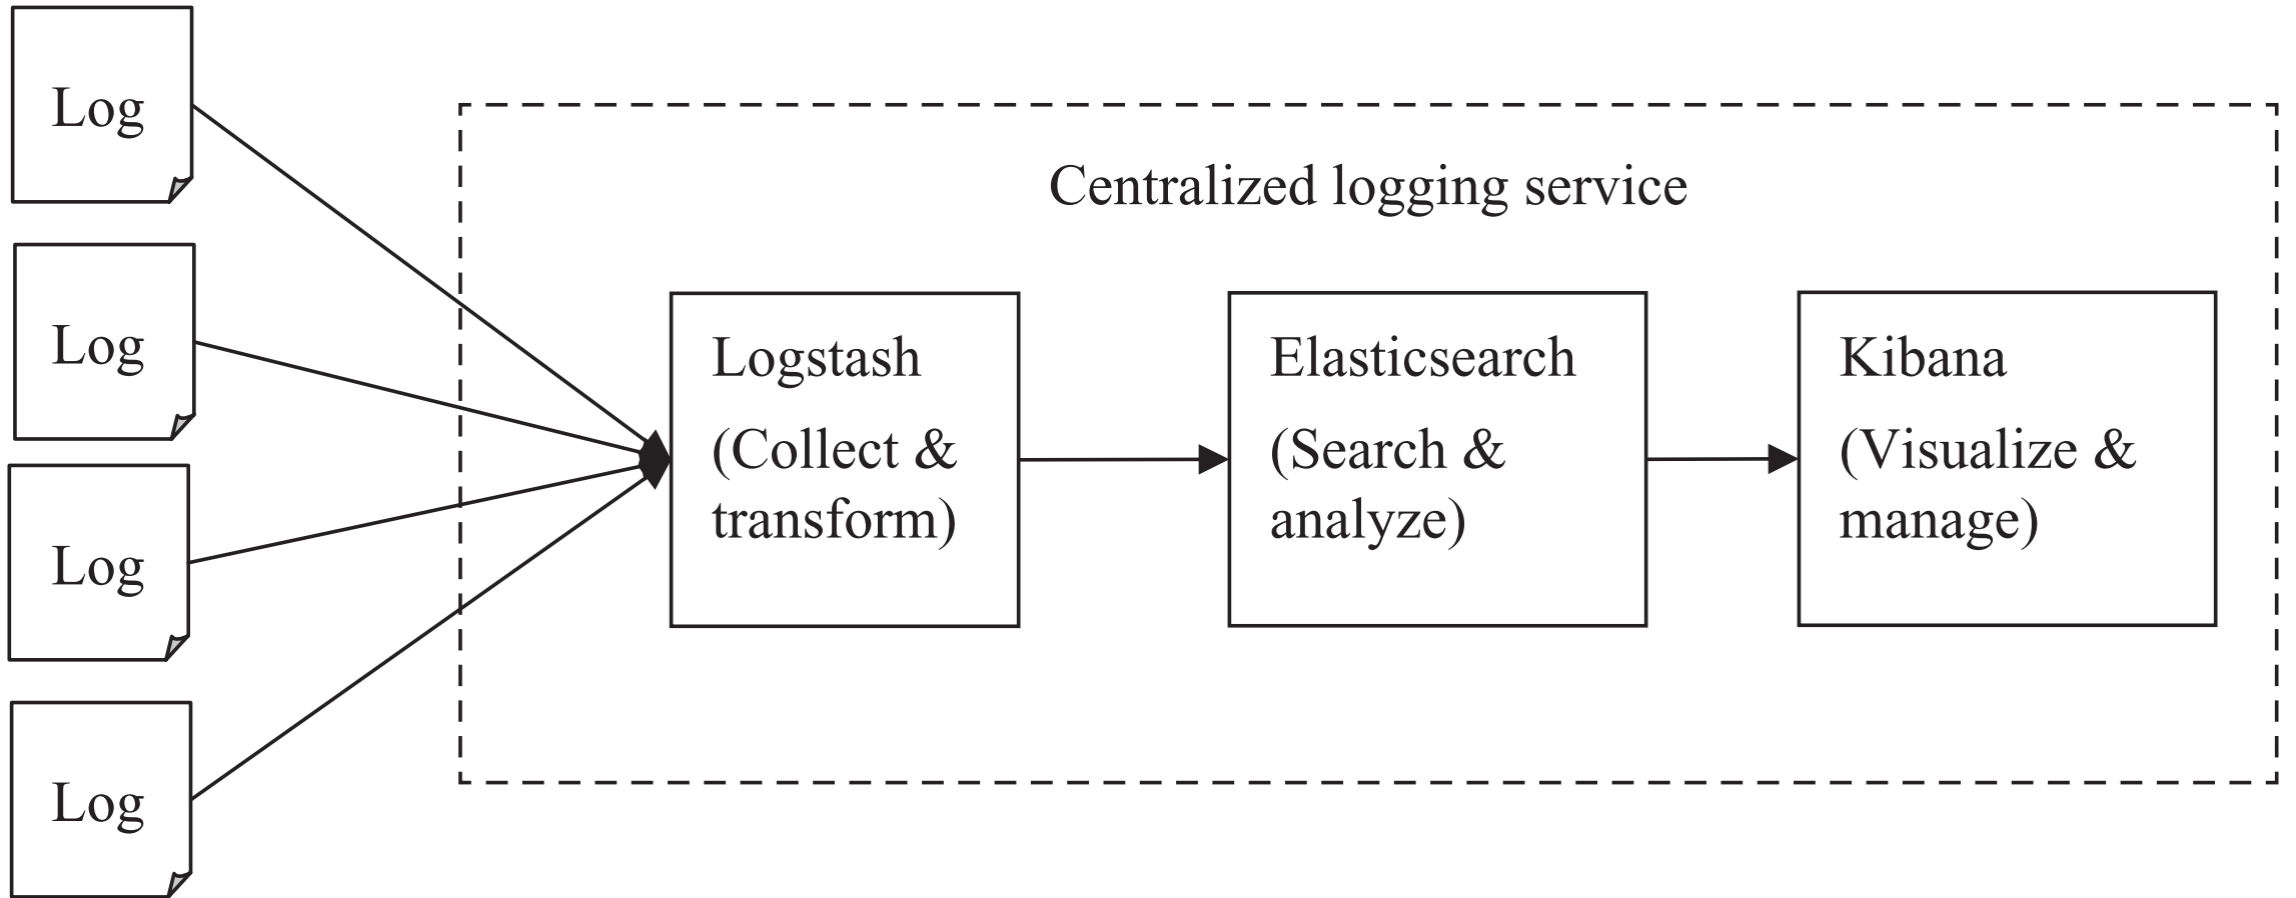 Log
Log
Log
Log
Centralized logging service
Logstash
(Collect &
transform)
Elasticsearch
(Search &
analyze)
Kibana
(Visualize &
manage)